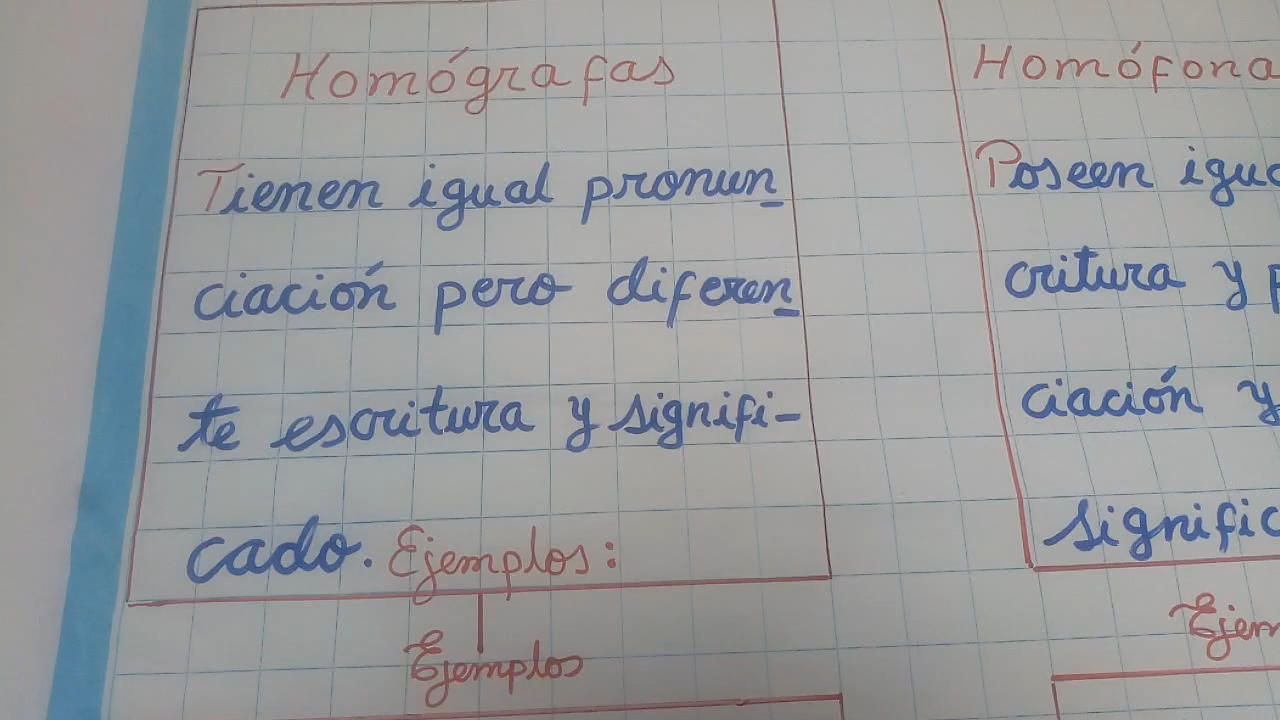 Homógrafas
Tienen igual pronun
ciación pero diferen
te escritura y signifi-
cado. Ejemplos:
Ejemplos
Homófona
Poseen igua
critura y p
ciación y
signific
Ejem